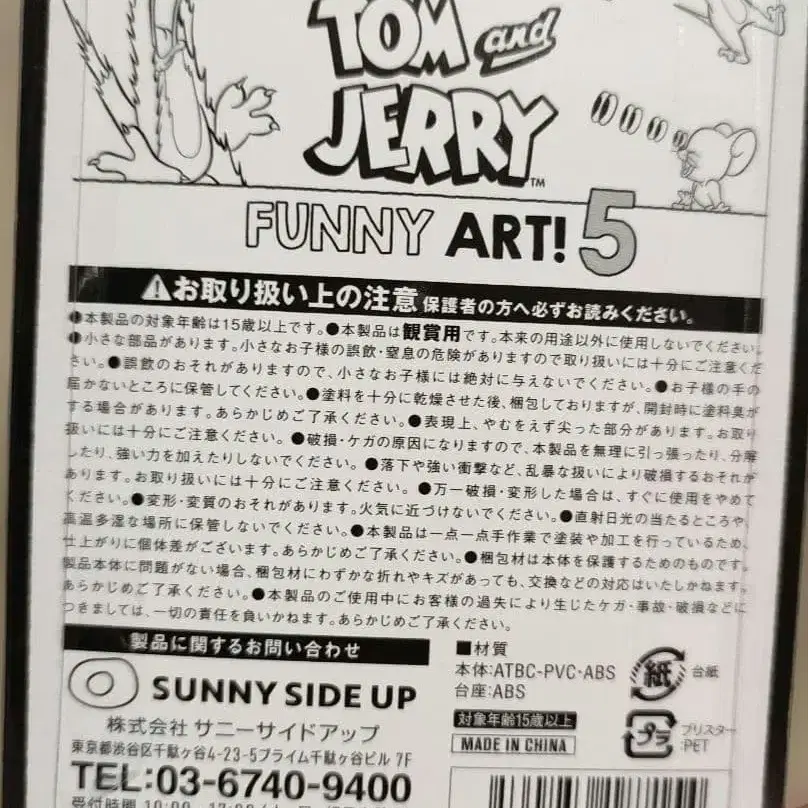 TOM and
JERRY™
FUNNY ART! 5
⚠お取り扱い上の注意 保護者の方へ必ずお読みください。
●本製品の対象年齢は15歳以上です。●本製品は観賞用です。本来の用途以外に使用しないでください。
●小さな部品があります。小さなお子様の誤飲・窒息の危険がありますので取り扱いには十分にご注意くだ
さい。●誤飲のおそれがありますので、小さなお子様には絶対に与えないでください。●お子様の手の
届かないところに保管してください。●塗料を十分に乾燥させた後、梱包しておりますが、開封時に塗料臭が
する場合があります。あらかじめご了承ください。●表現上、やむをえず尖った部分があります。お取り
扱いには十分にご注意ください。●破損・ケガの原因になりますので、本製品を無理に引っ張ったり、分解
したり、強い力を加えたりしないでください。●落下や強い衝撃など、乱暴な扱いにより破損するおそれが
あります。お取り扱いには十分にご注意ください。●万一破損・変形した場合は、すぐに使用をやめて
ください。●変形・変質のおそれがあります。火気に近づけないでください。●直射日光の当たるところや、
高温多湿な場所に保管しないでください。●本製品は一点一点手作業で塗装や加工を行っているため、
仕上がりに個体差がございます。あらかじめご了承ください。●梱包材は本体を保護するためのものです。
製品本体に問題がない場合、梱包材にわずかな折れやキズがあっても、交換などの対応はいたしかねます。
あらかじめご了承ください。●本製品のご使用中にお客様の過失により生じたケガ・事故・破損などに
つきましては、一切の責任を負いかねます。あらかじめご了承ください。
製品に関するお問い合わせ
SUNNY SIDE UP
株式会社 サニーサイドアップ
東京都渋谷区千駄ヶ谷4-23-5プライム千駄ヶ谷ビル 7F
TEL:03-6740-9400
■材質
本体:ATBC-PVC・ABS
台座:ABS
対象年齢15歳以上
MADE IN CHINA
紙 台紙
プラ ブリスター
:PET